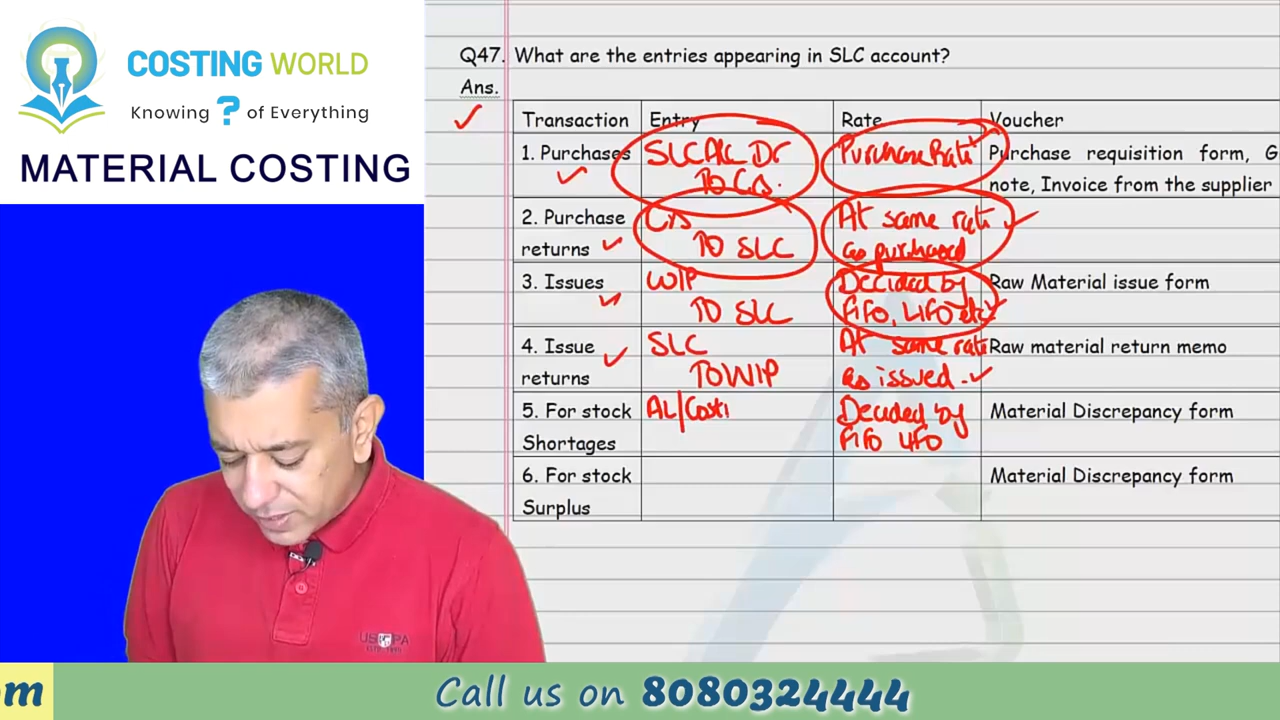 COSTING WORLD
Knowing ? of Everything
MATERIAL COSTING
Q47. What are the entries appearing in SLC account?
Ans.
Transaction Entry Rate Voucher
1. Purchases SLC A/c Dr Purchase Rate Purchase requisition form, G
To Crs. note, Invoice from the supplier
2. Purchase Crs At same rate
returns To SLC as purchased
3. Issues WIP Decided by Raw Material issue form
To SLC FIFO, LIFO etc
4. Issue SLC At same rate Raw material return memo
returns To WIP as issued.
5. For stock AL/Costi Decided by Material Discrepancy form
Shortages FIFO LIFO
6. For stock Material Discrepancy form
Surplus
om Call us on 8080324444